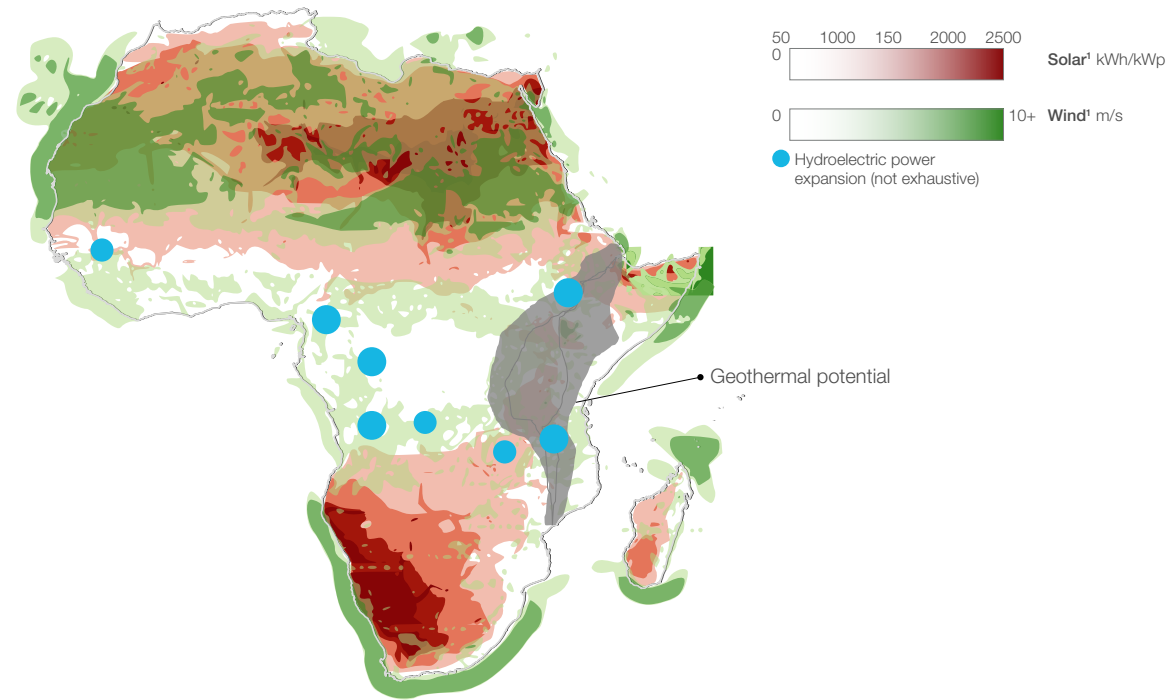 50 1000 150 2000 2500
0
Solar¹ kWh/kWp
0 10+ Wind¹ m/s
Hydroelectric power
expansion (not exhaustive)
Geothermal potential